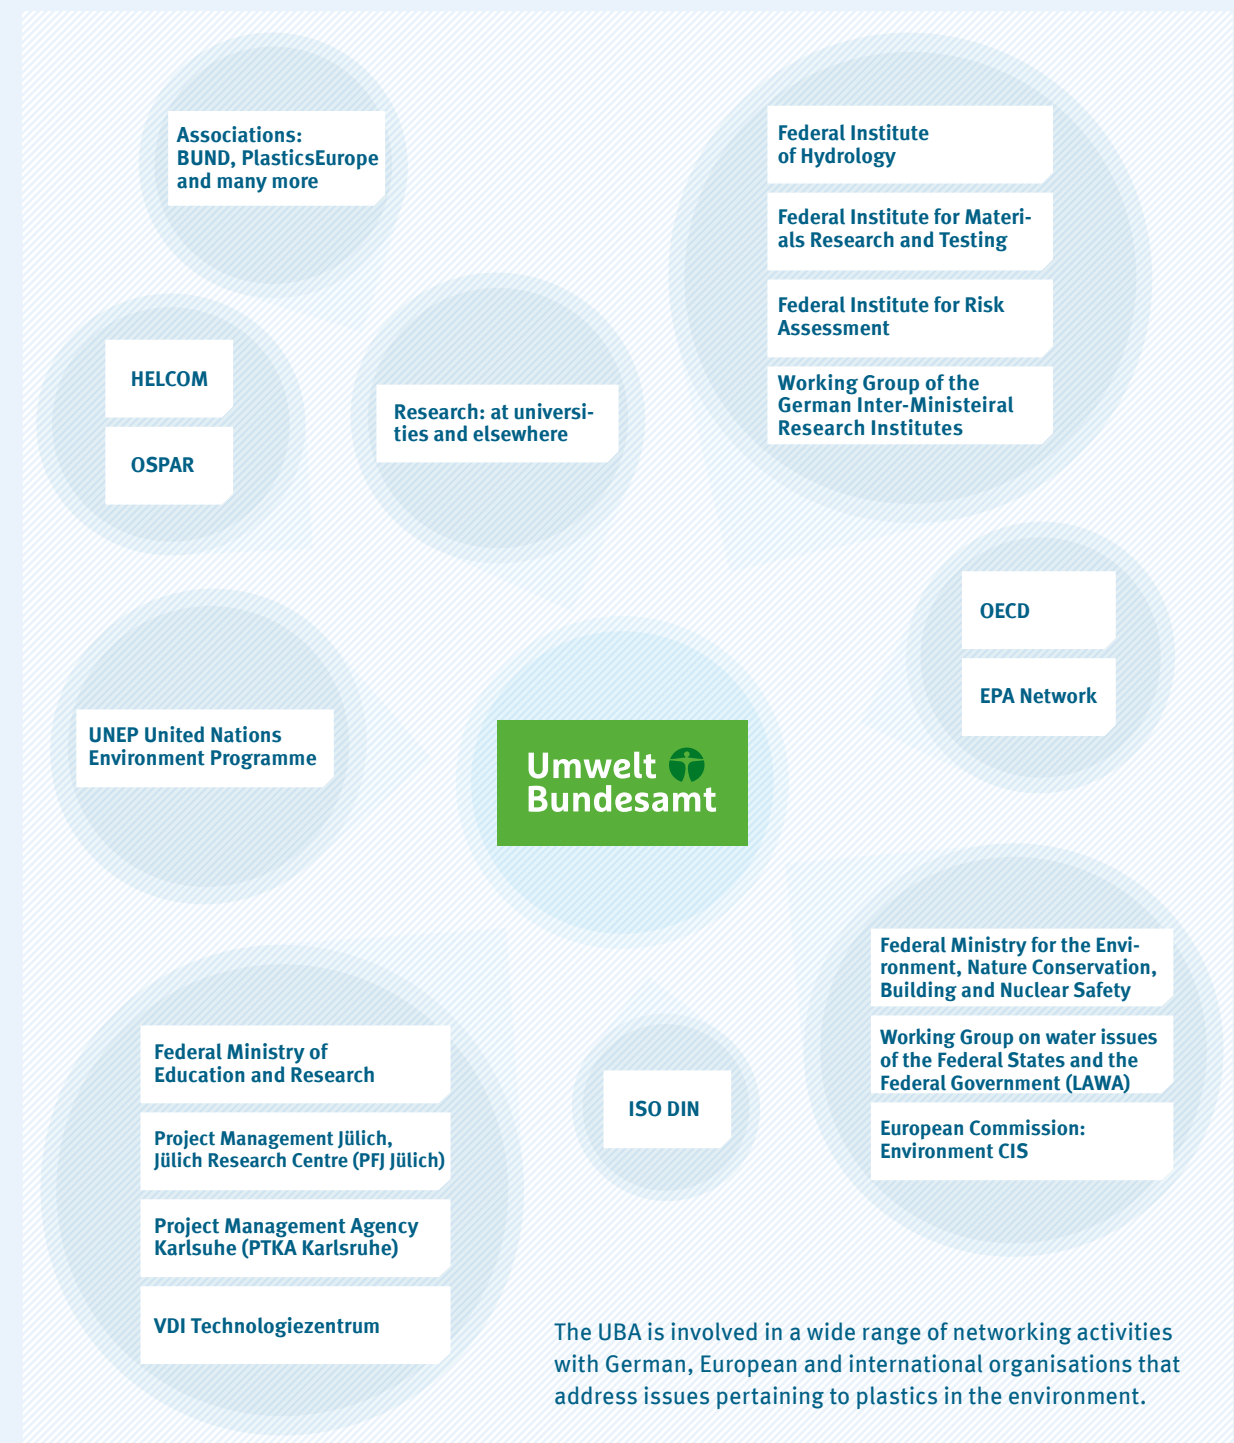 Associations:
BUND, PlasticsEurope
and many more
Federal Institute
of Hydrology
Federal Institute for Materi-
als Research and Testing
Federal Institute for Risk
Assessment
Working Group of the
German Inter-Ministeiral
Research Institutes
HELCOM
OSPAR
Research: at universi-
ties and elsewhere
OECD
EPA Network
UNEP United Nations
Environment Programme
Umwelt
Bundesamt
Federal Ministry for the Envi-
ronment, Nature Conservation,
Building and Nuclear Safety
Working Group on water issues
of the Federal States and the
Federal Government (LAWA)
European Commission:
Environment CIS
Federal Ministry of
Education and Research
Project Management Jülich,
Jülich Research Centre (PFJ Jülich)
Project Management Agency
Karlsuhe (PTKA Karlsruhe)
VDI Technologiezentrum
ISO DIN
The UBA is involved in a wide range of networking activities
with German, European and international organisations that
address issues pertaining to plastics in the environment.